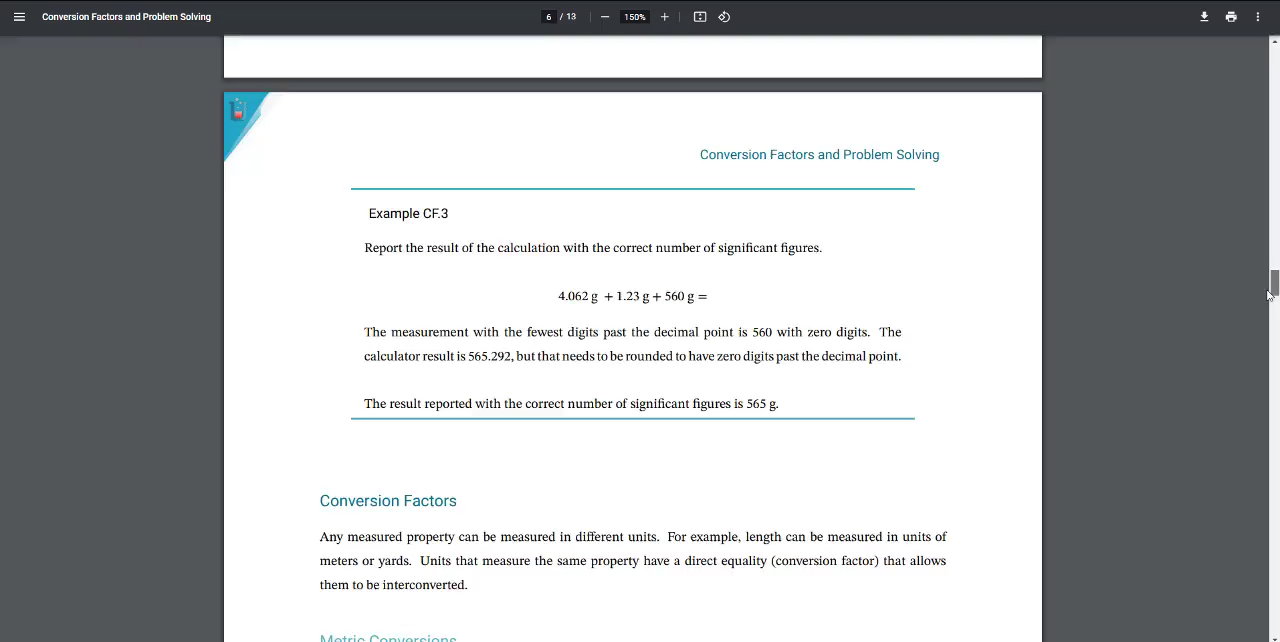 Conversion Factors and Problem Solving
6 / 13
150%
Conversion Factors and Problem Solving
Example CF.3
Report the result of the calculation with the correct number of significant figures.
4.062 g + 1.23 g + 560 g =
The measurement with the fewest digits past the decimal point is 560 with zero digits. The
calculator result is 565.292, but that needs to be rounded to have zero digits past the decimal point.
The result reported with the correct number of significant figures is 565 g.
Conversion Factors
Any measured property can be measured in different units. For example, length can be measured in units of
meters or yards. Units that measure the same property have a direct equality (conversion factor) that allows
them to be interconverted.
Metric Conversions